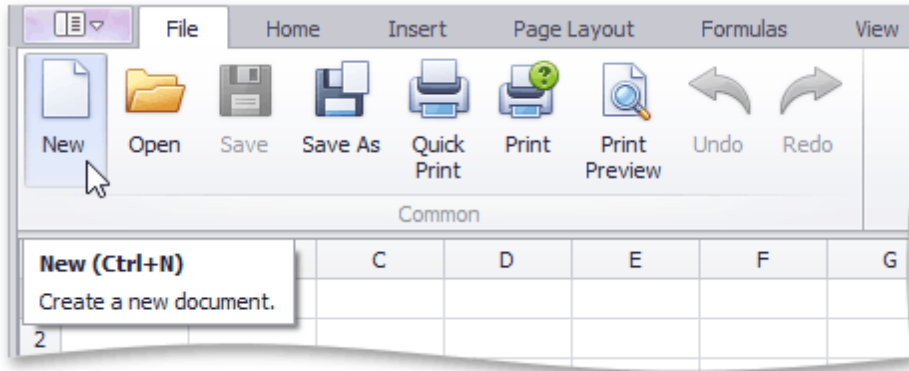 File Home Insert Page Layout Formulas View
New Open Save Save As Quick Print Print Print Preview Undo Redo
Common
New (Ctrl+N) C D E F G
Create a new document.
2